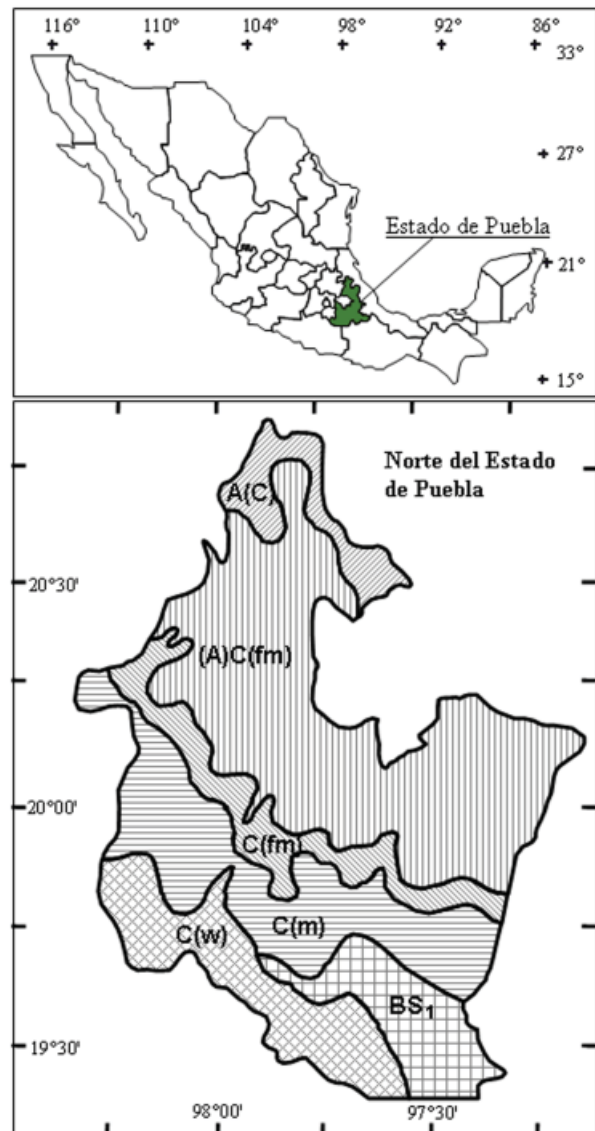 116° 110° 104° 98° 92° 86°
33°
27°
Estado de Puebla
21°
15°
Norte del Estado
de Puebla
A(C)
20°30'
(A)C(fm)
20°00'
C(fm)
C(w) C(m)
BS₁
19°30'
98°00' 97°30'